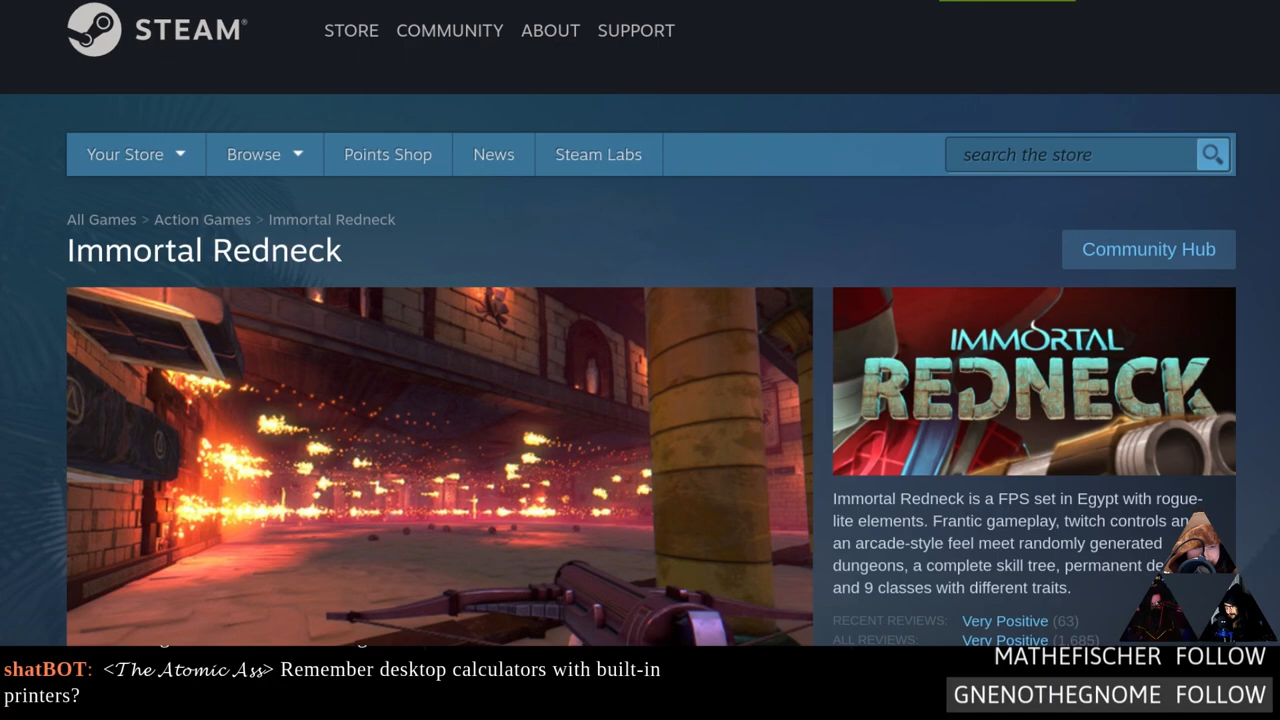 STEAM®
STORE COMMUNITY ABOUT SUPPORT
Your Store Browse Points Shop News Steam Labs
search the store
All Games > Action Games > Immortal Redneck
Immortal Redneck
Community Hub
IMMORTAL
REDNECK
Immortal Redneck is a FPS set in Egypt with rogue-
lite elements. Frantic gameplay, twitch controls
an arcade-style feel meet randomly generated
dungeons, a complete skill tree, permanent
and 9 classes with different traits.
RECENT REVIEWS: Very Positive (63)
ALL REVIEWS: Very Positive (1,685)
shatBOT: <𝓣𝓱𝓮 𝓐𝓽𝓸𝓶𝓲𝓬 𝓐𝓼𝓼> Remember desktop calculators with built-in
printers?
MATHEFISCHER FOLLOW
GNENOTHEGNOME FOLLOW